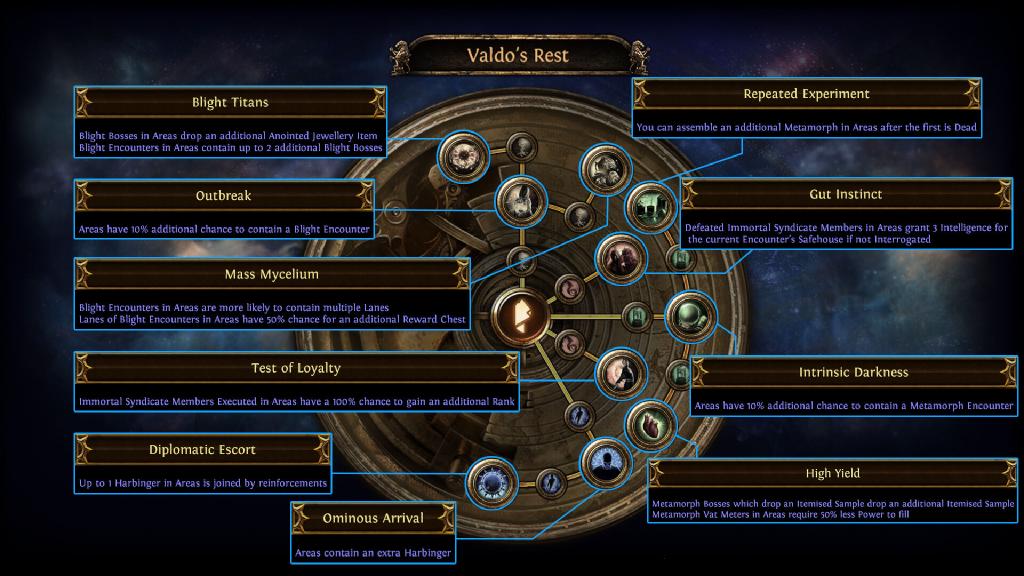 Valdo's Rest
Blight Titans
Blight Bosses in Areas drop an additional Anointed Jewellery Item
Blight Encounters in Areas contain up to 2 additional Blight Bosses
Outbreak
Areas have 10% additional chance to contain a Blight Encounter
Mass Mycelium
Blight Encounters in Areas are more likely to contain multiple Lanes
Lanes of Blight Encounters in Areas have 50% chance for an additional Reward Chest
Test of Loyalty
Immortal Syndicate Members Executed in Areas have a 100% chance to gain an additional Rank
Diplomatic Escort
Up to 1 Harbinger in Areas is joined by reinforcements
Ominous Arrival
Areas contain an extra Harbinger
Repeated Experiment
You can assemble an additional Metamorph in Areas after the first is Dead
Gut Instinct
Defeated Immortal Syndicate Members in Areas grant 3 Intelligence for
the current Encounter's Safehouse if not Interrogated
Intrinsic Darkness
Areas have 10% additional chance to contain a Metamorph Encounter
High Yield
Metamorph Bosses which drop an Itemised Sample drop an additional Itemised Sample
Metamorph Vat Meters in Areas require 50% less Power to fill